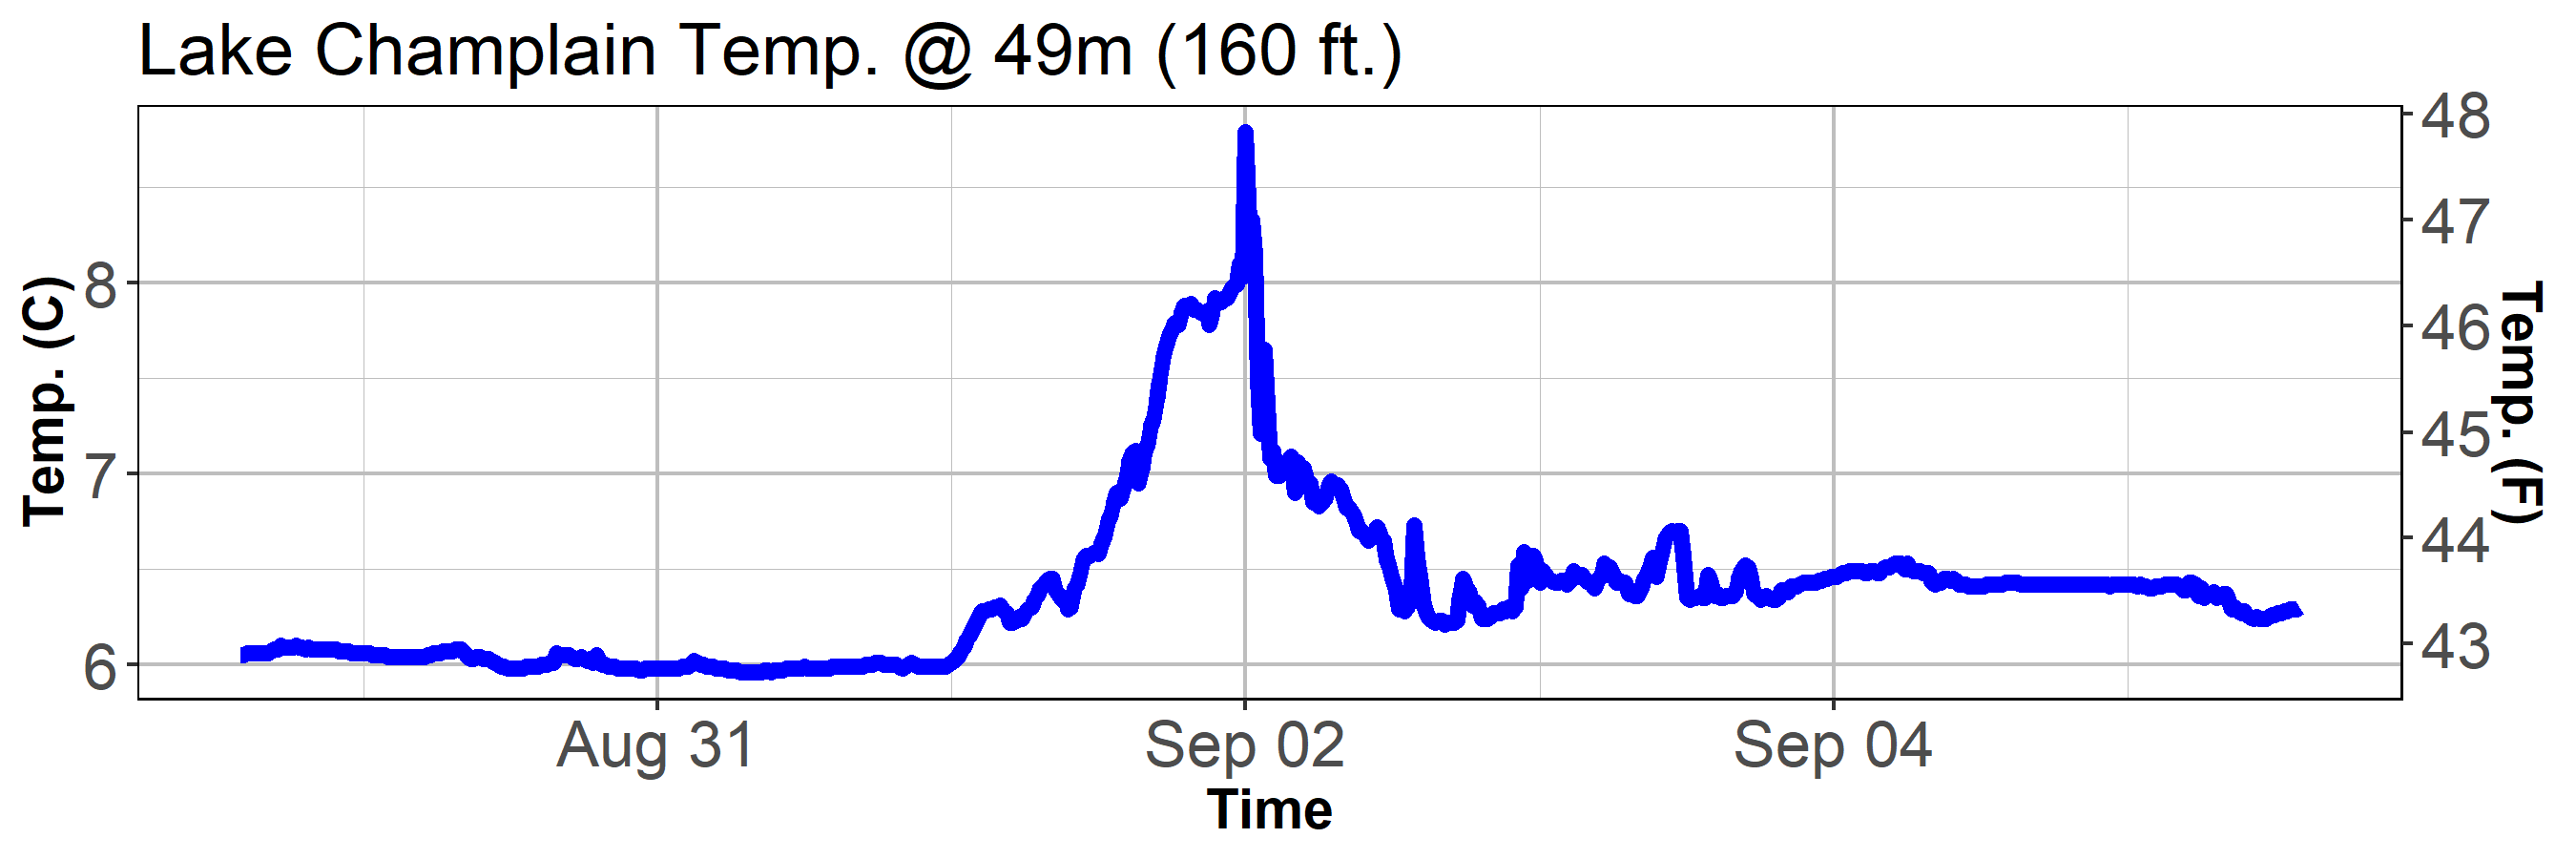 Lake Champlain Temp. @ 49m (160 ft.)
Temp. (C)
8
7
6
48
47
46
45
44
43
Temp. (F)
Aug 31
Sep 02
Sep 04
Time